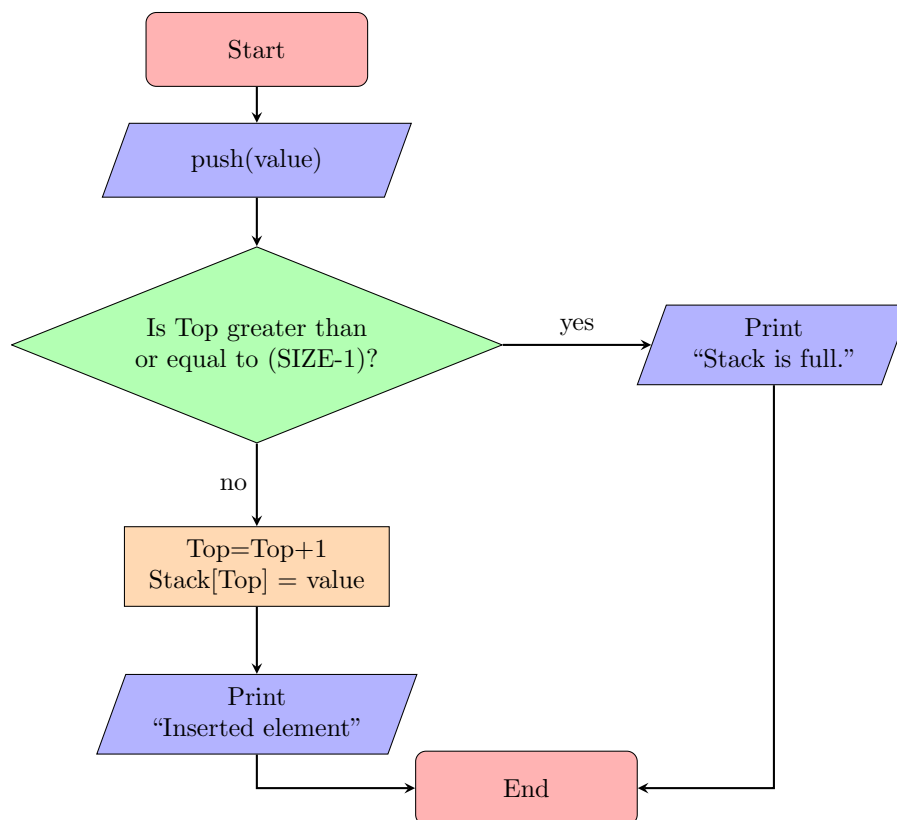 Start
push(value)
Is Top greater than
or equal to (SIZE-1)?
yes
Print
“Stack is full.”
no
Top=Top+1
Stack[Top] = value
Print
“Inserted element”
End